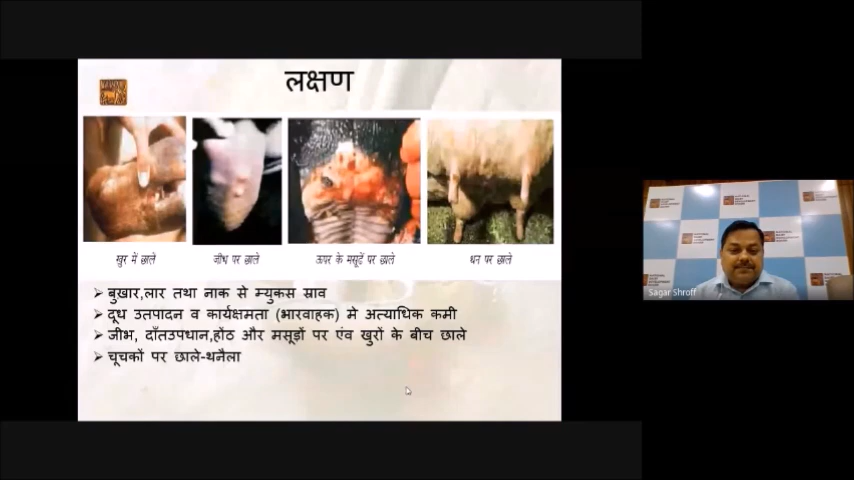 लक्षण
खुर में छाले
जीभ पर छाले
ऊपर के मसूढें पर छाले
थन पर छाले
➢ बुखार,लार तथा नाक से म्युकस स्राव
➢ दूध उतपादन व कार्यक्षमता (भारवाहक) मे अत्याधिक कमी
➢ जीभ, दाँतउपधान,होंठ और मसूड़ों पर एंव खुरों के बीच छाले
➢ चूचकों पर छाले-थनैला
Sagar Shroff